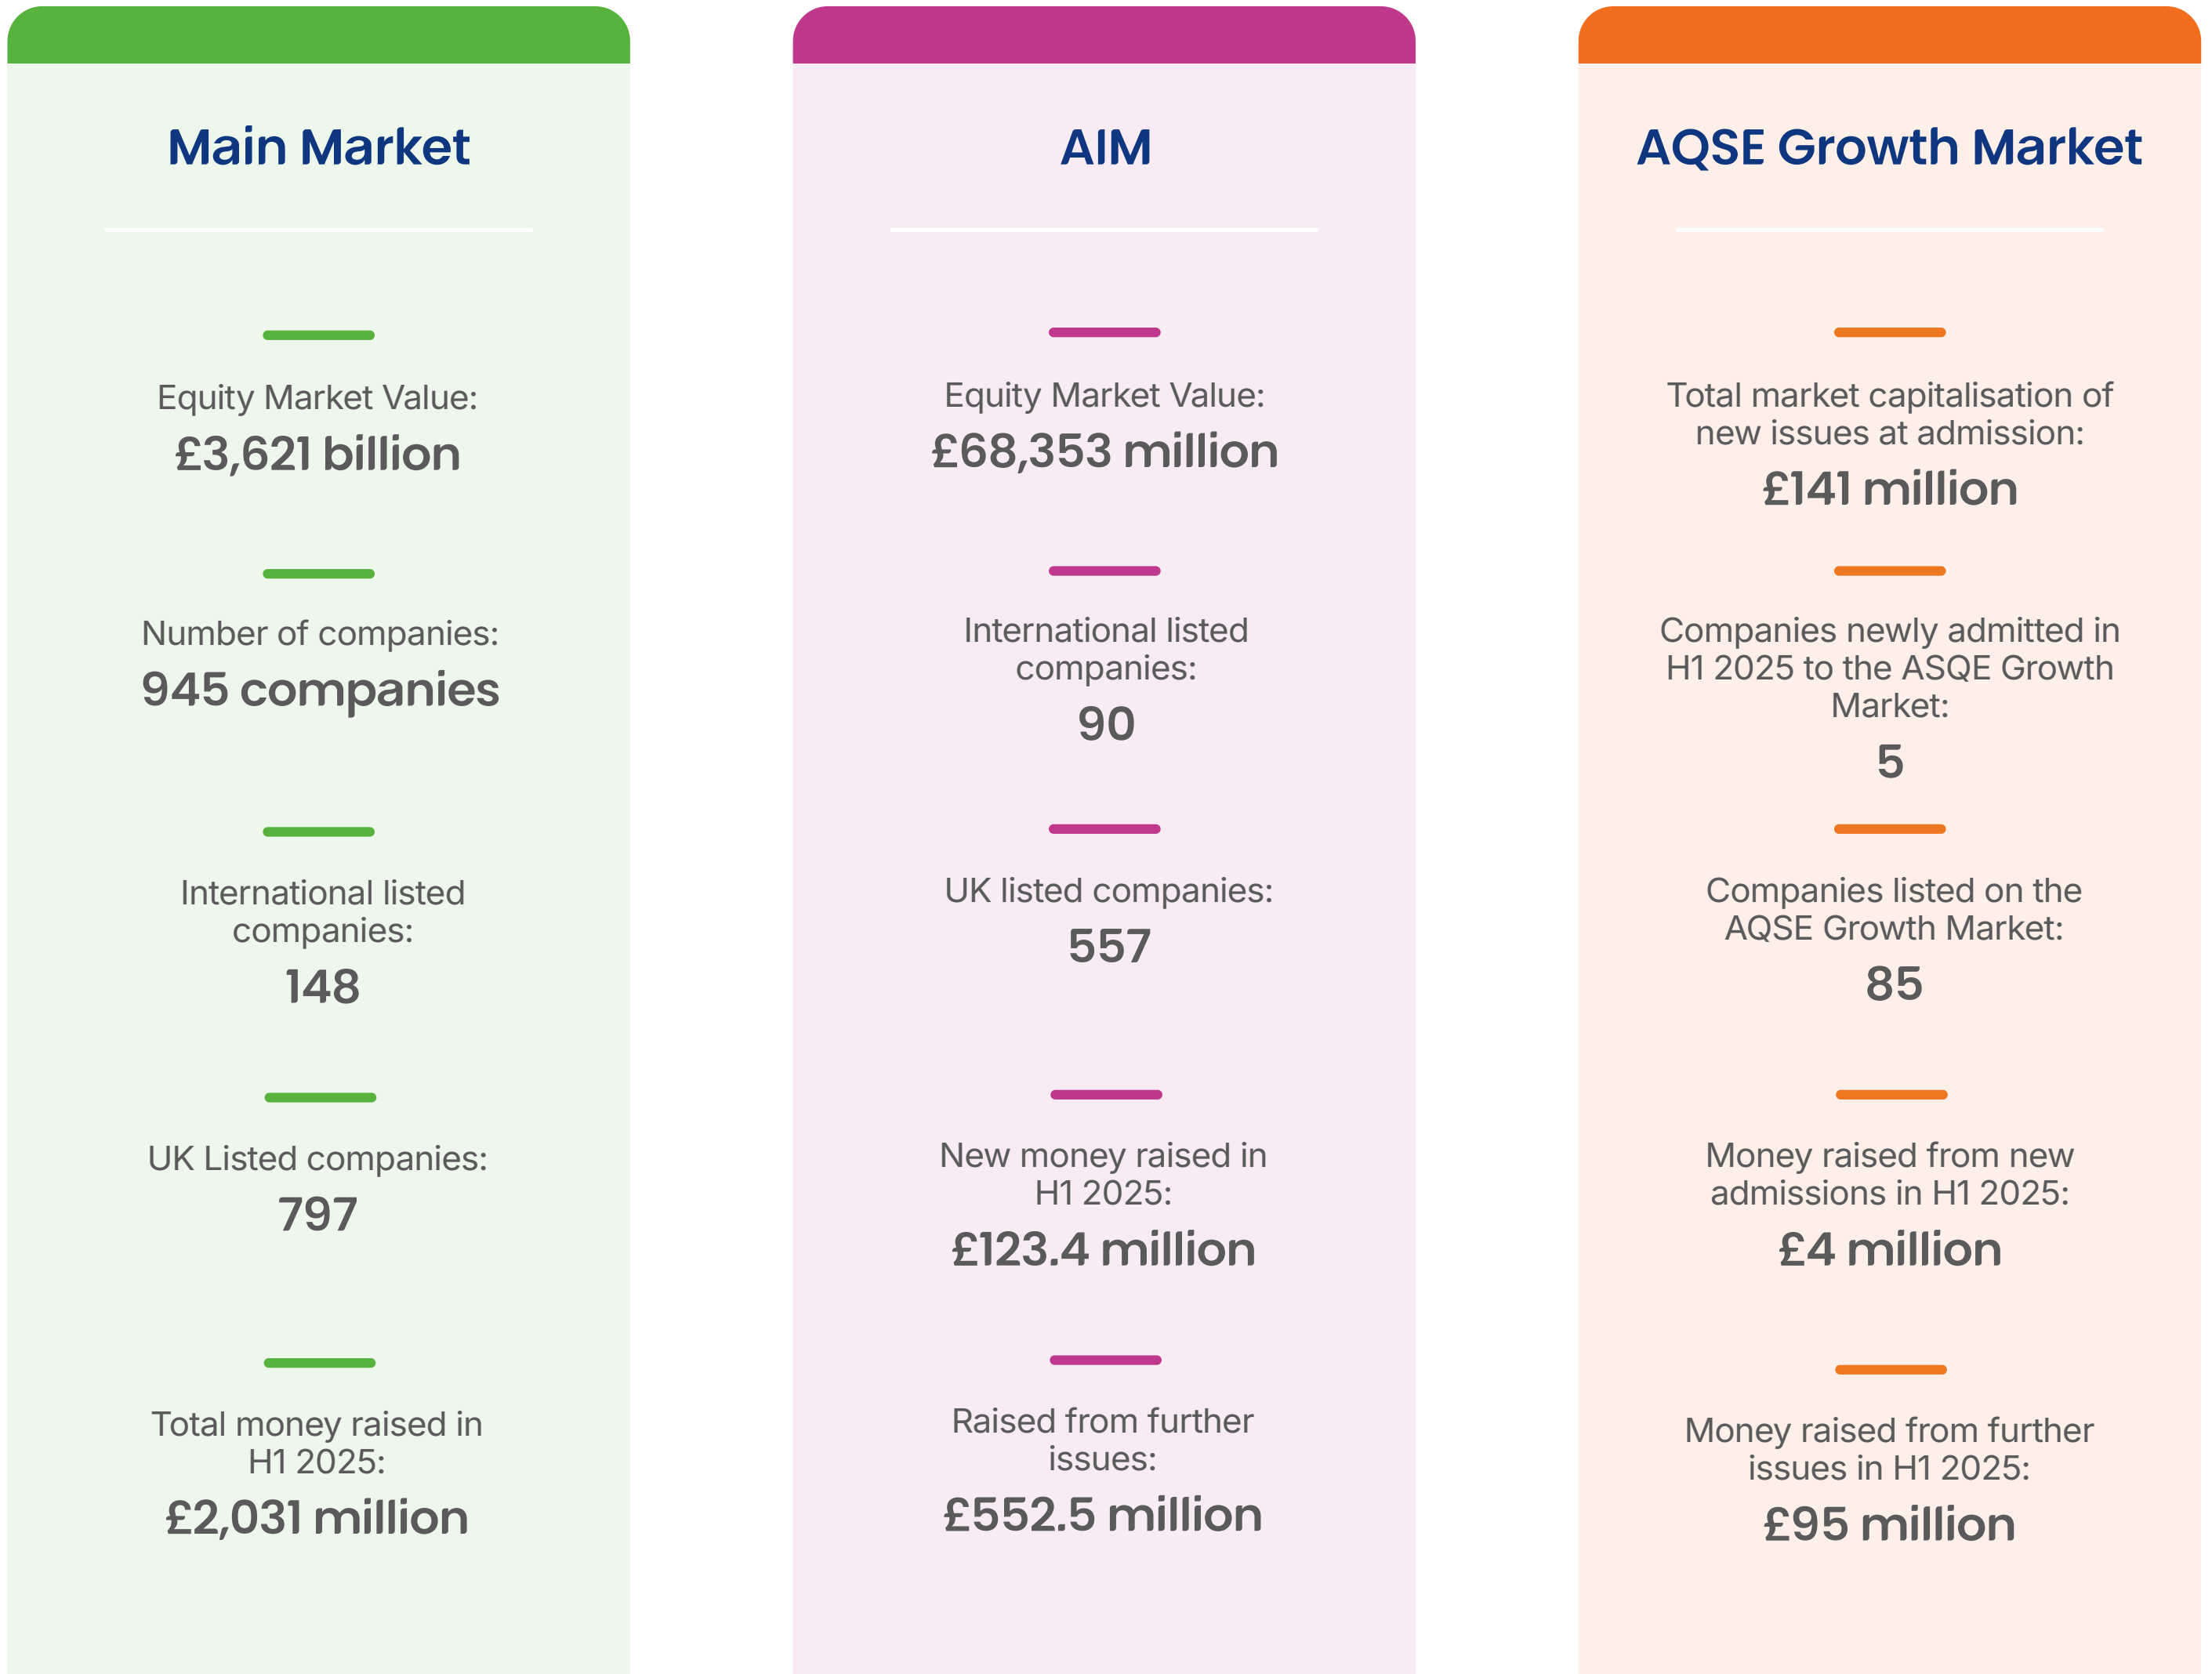 Main Market
Equity Market Value:
£3,621 billion
Number of companies:
945 companies
International listed
companies:
148
UK Listed companies:
797
Total money raised in
H1 2025:
£2,031 million
AIM
Equity Market Value:
£68,353 million
International listed
companies:
90
UK listed companies:
557
New money raised in
H1 2025:
£123.4 million
Raised from further
issues:
£552.5 million
AQSE Growth Market
Total market capitalisation of
new issues at admission:
£141 million
Companies newly admitted in
H1 2025 to the ASQE Growth
Market:
5
Companies listed on the
AQSE Growth Market:
85
Money raised from new
admissions in H1 2025:
£4 million
Money raised from further
issues in H1 2025:
£95 million